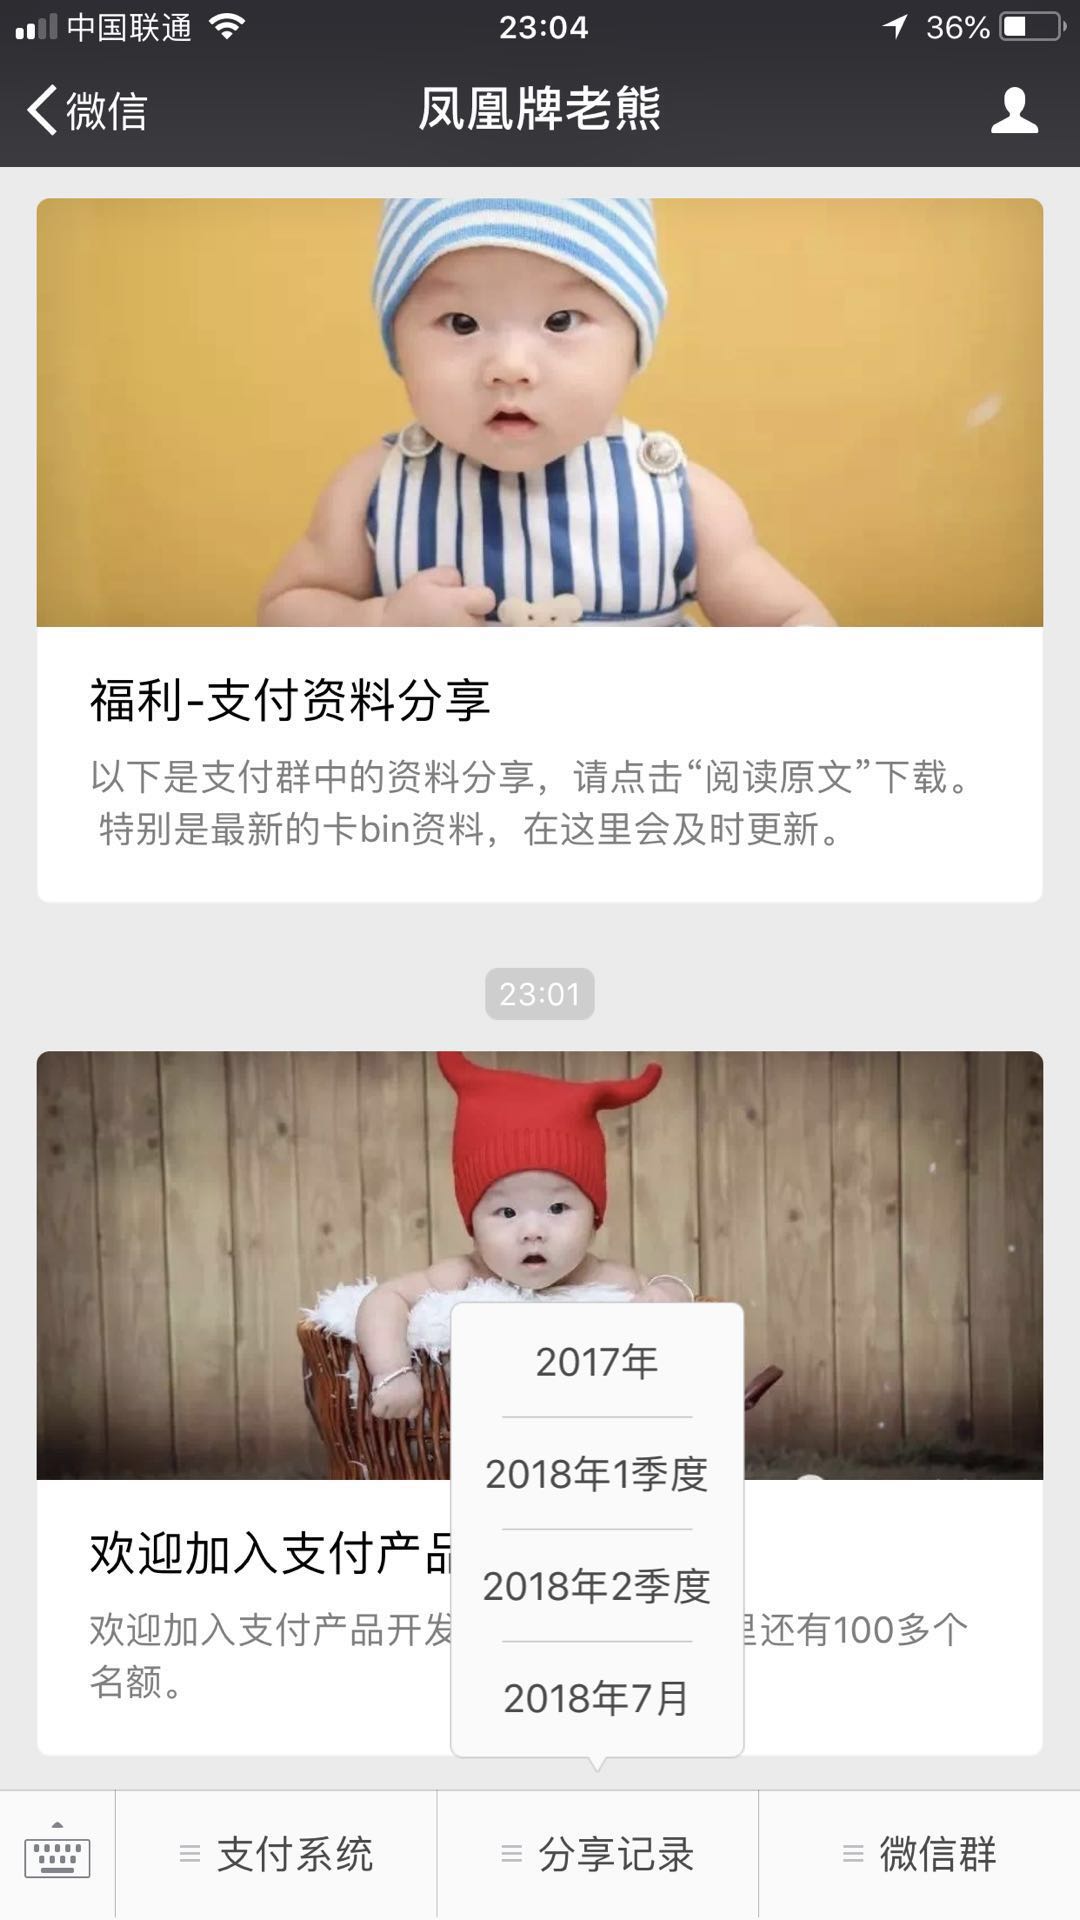 中国联通
23:04
36%
微信
凤凰牌老熊
福利-支付资料分享
以下是支付群中的资料分享，请点击“阅读原文”下载。
特别是最新的卡bin资料，在这里会及时更新。
23:01
2017年
2018年1季度
2018年2季度
2018年7月
欢迎加入支付产品
欢迎加入支付产品开发
里还有100多个
名额。
支付系统
分享记录
微信群